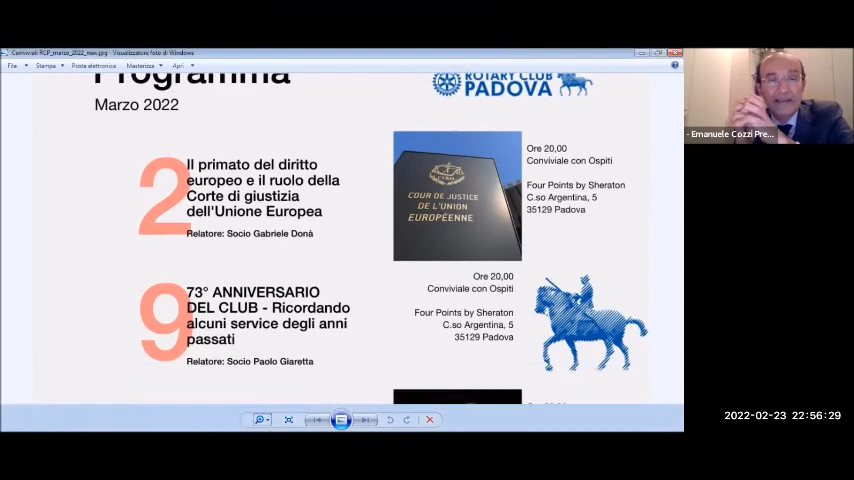 Conviviali RCP_marzo_2022_new.jpg - Visualizzatore foto di Windows
File Stampa Posta elettronica Masterizza Apri
Programma
Marzo 2022
ROTARY CLUB
PADOVA
2
Il primato del diritto
europeo e il ruolo della
Corte di giustizia
dell'Unione Europea
Relatore: Socio Gabriele Donà
CVRIA
COUR DE JUSTICE
DE L'UNION
EUROPÉENNE
Ore 20,00
Conviviale con Ospiti
Four Points by Sheraton
C.so Argentina, 5
35129 Padova
9
73° ANNIVERSARIO
DEL CLUB - Ricordando
alcuni service degli anni
passati
Relatore: Socio Paolo Giaretta
Ore 20,00
Conviviale con Ospiti
Four Points by Sheraton
C.so Argentina, 5
35129 Padova
- Emanuele Cozzi Pre...
2022-02-23 22:56:29